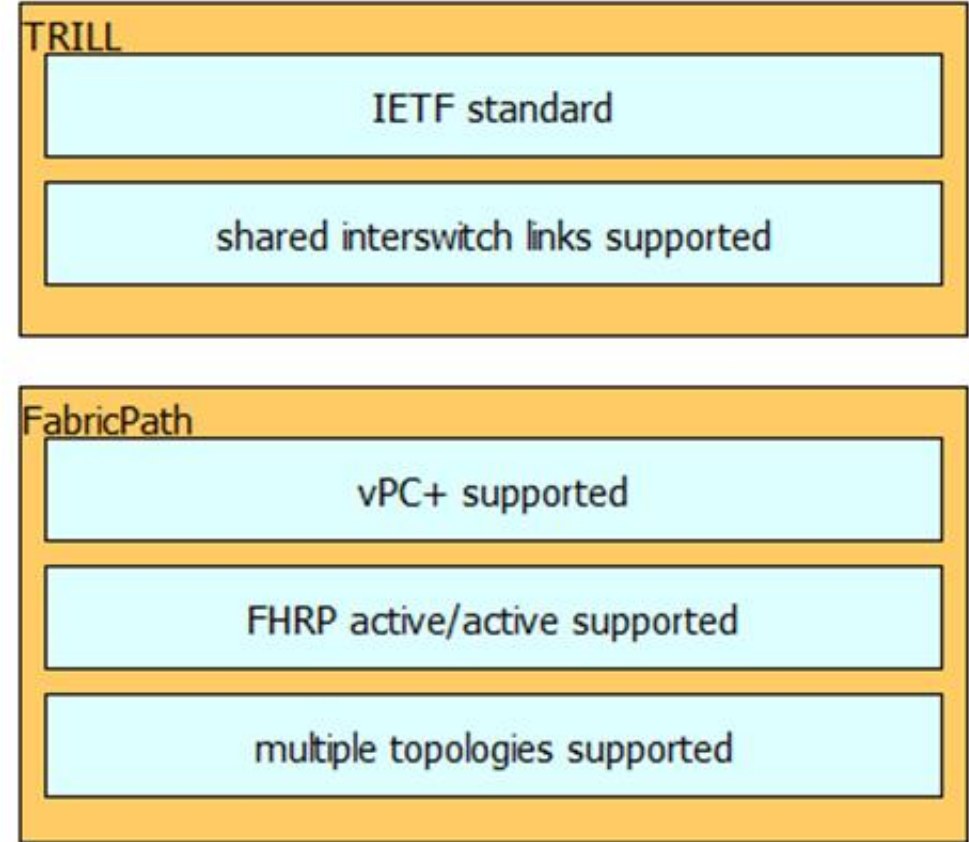 TRILL
IETF standard
shared interswitch links supported
FabricPath
vPC+ supported
FHRP active/active supported
multiple topologies supported